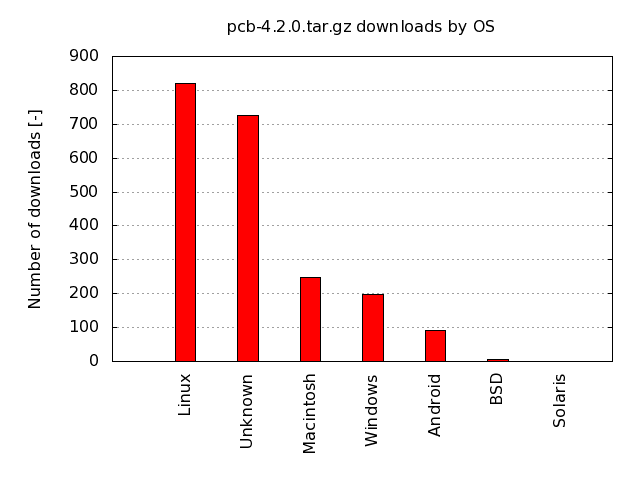 pcb-4.2.0.tar.gz downloads by OS
900
800
700
600
500
400
300
200
100
0
Number of downloads [-]
Linux
Unknown
Macintosh
Windows
Android
BSD
Solaris